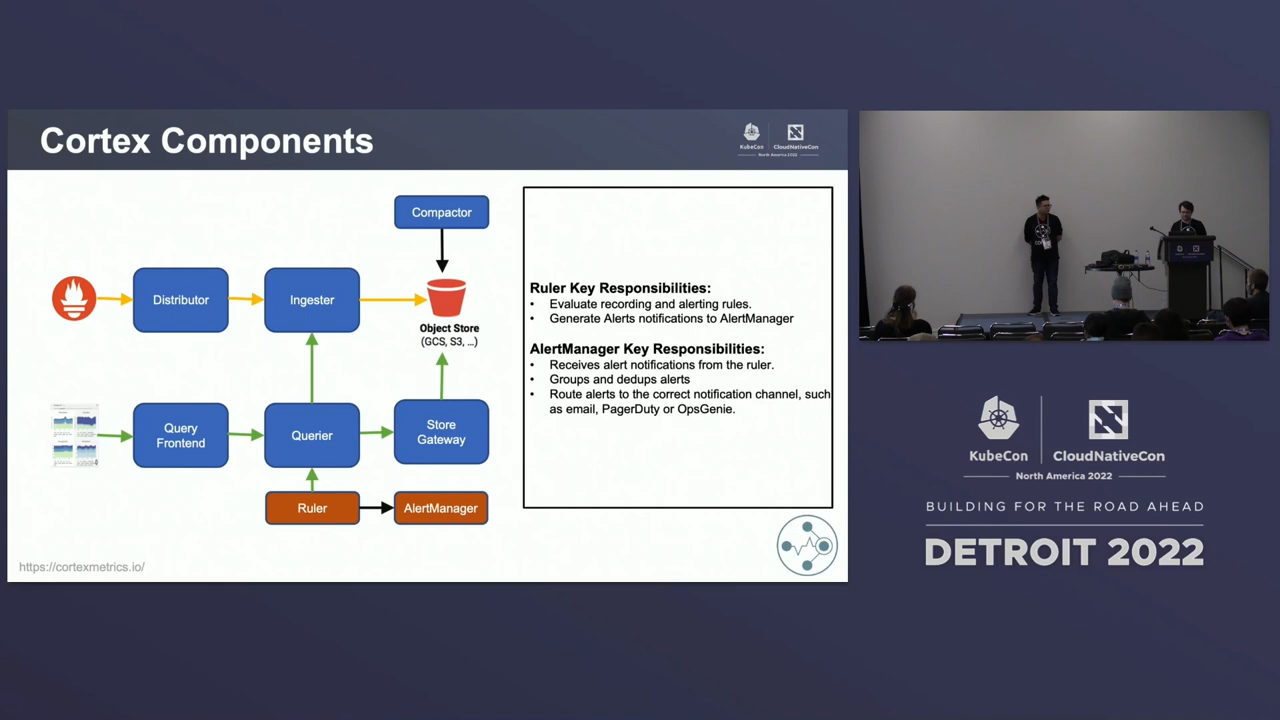 Cortex Components
KubeCon
CloudNativeCon
North America 2022
Compactor
Distributor
Ingester
Object Store
(GCS, S3, ...)
Query
Frontend
Querier
Store
Gateway
Ruler
AlertManager
Ruler Key Responsibilities:
• Evaluate recording and alerting rules.
• Generate Alerts notifications to AlertManager
AlertManager Key Responsibilities:
• Receives alert notifications from the ruler.
• Groups and dedups alerts
• Route alerts to the correct notification channel, such
as email, PagerDuty or OpsGenie.
https://cortexmetrics.io/
KubeCon
CloudNativeCon
North America 2022
BUILDING FOR THE ROAD AHEAD
DETROIT 2022